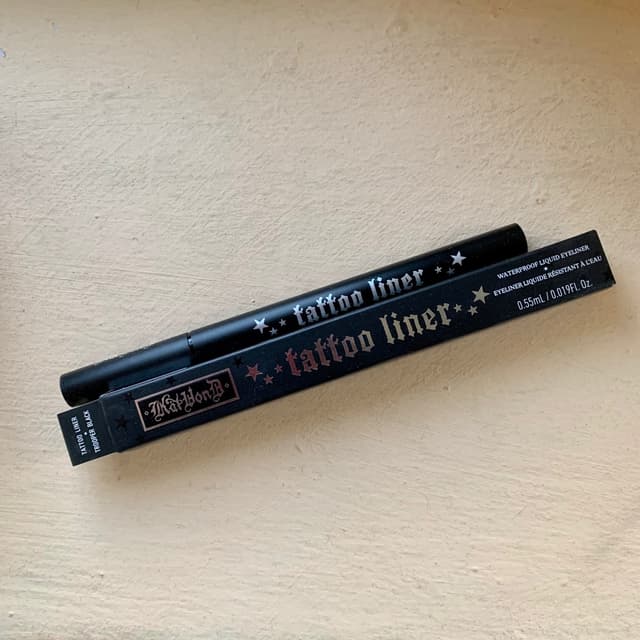 tattoo liner
tattoo liner
KatVonD
WATERPROOF LIQUID EYELINER
EYELINER LIQUIDE RÉSISTANT À L'EAU
0.55mL / 0.019Fl. Oz.
TATTOO LINER
TROOPER BLACK